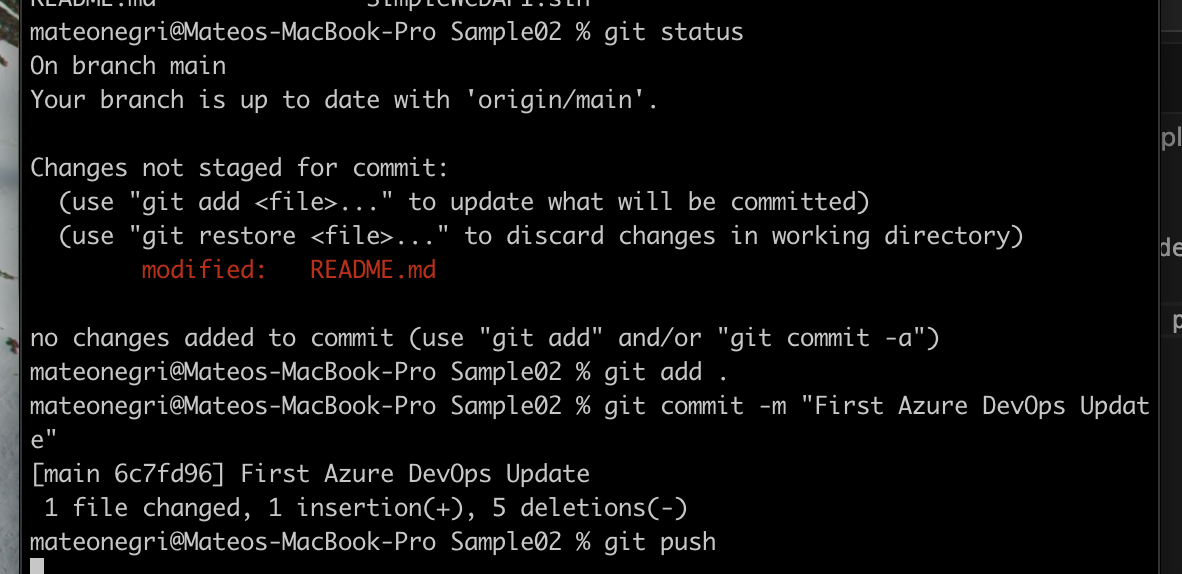 README.md                SimpleWebAPI.sln
mateonegri@Mateos-MacBook-Pro Sample02 % git status
On branch main
Your branch is up to date with 'origin/main'.
Changes not staged for commit:
  (use "git add <file>..." to update what will be committed)
  (use "git restore <file>..." to discard changes in working directory)
        modified:   README.md
no changes added to commit (use "git add" and/or "git commit -a")
mateonegri@Mateos-MacBook-Pro Sample02 % git add .
mateonegri@Mateos-MacBook-Pro Sample02 % git commit -m "First Azure DevOps Updat
e"
[main 6c7fd96] First Azure DevOps Update
 1 file changed, 1 insertion(+), 5 deletions(-)
mateonegri@Mateos-MacBook-Pro Sample02 % git push